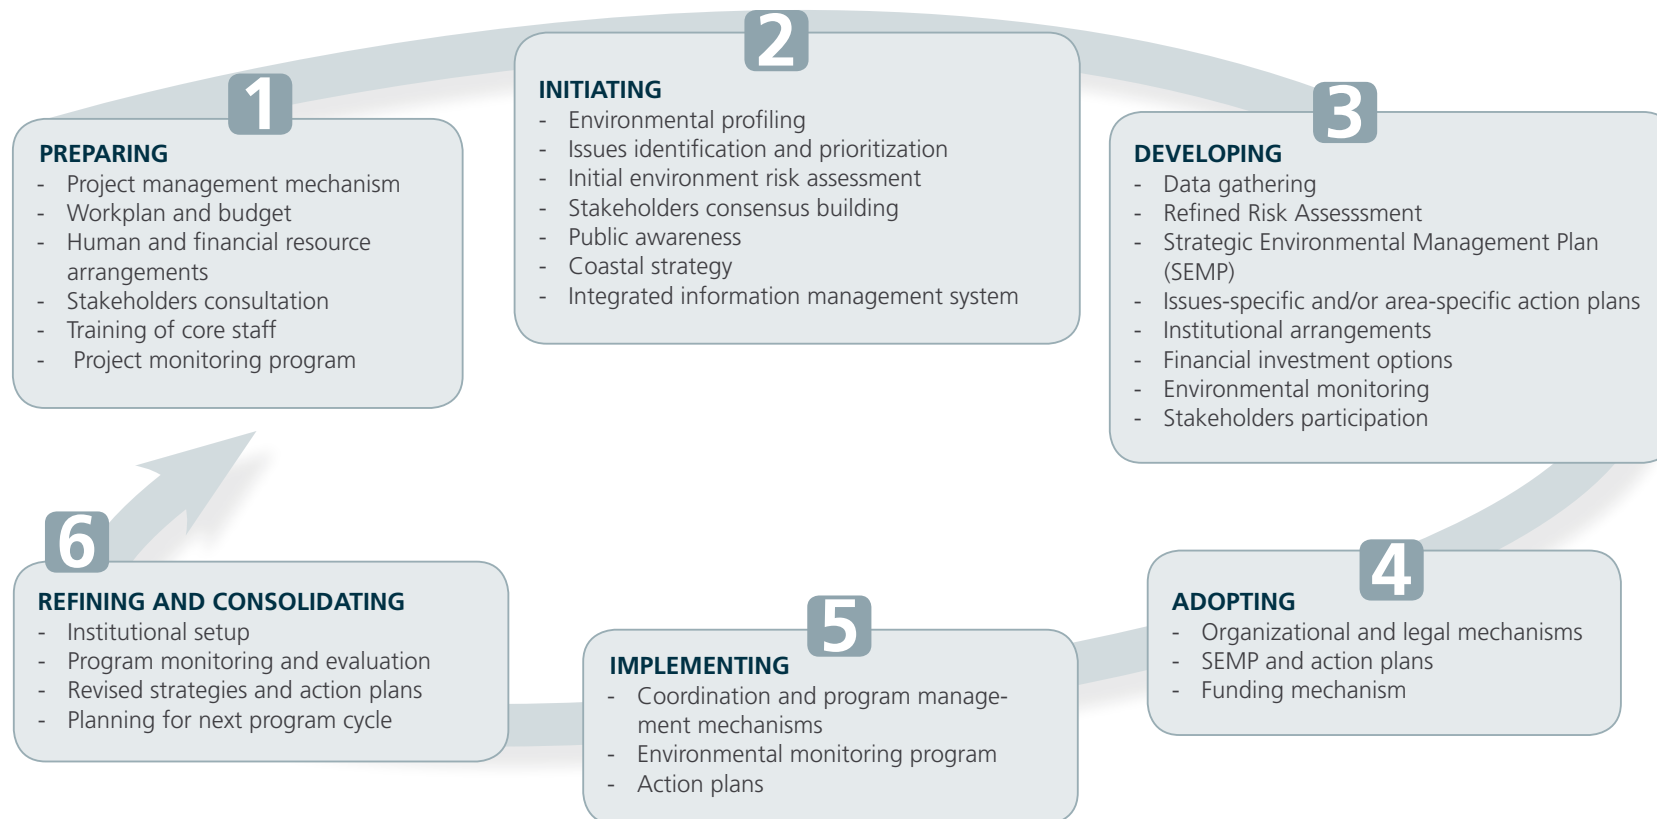 1
PREPARING
- Project management mechanism
- Workplan and budget
- Human and financial resource
arrangements
- Stakeholders consultation
- Training of core staff
- Project monitoring program
2
INITIATING
- Environmental profiling
- Issues identification and prioritization
- Initial environment risk assessment
- Stakeholders consensus building
- Public awareness
- Coastal strategy
- Integrated information management system
3
DEVELOPING
- Data gathering
- Refined Risk Assesssment
- Strategic Environmental Management Plan
(SEMP)
- Issues-specific and/or area-specific action plans
- Institutional arrangements
- Financial investment options
- Environmental monitoring
- Stakeholders participation
4
ADOPTING
- Organizational and legal mechanisms
- SEMP and action plans
- Funding mechanism
5
IMPLEMENTING
- Coordination and program manage-
ment mechanisms
- Environmental monitoring program
- Action plans
6
REFINING AND CONSOLIDATING
- Institutional setup
- Program monitoring and evaluation
- Revised strategies and action plans
- Planning for next program cycle